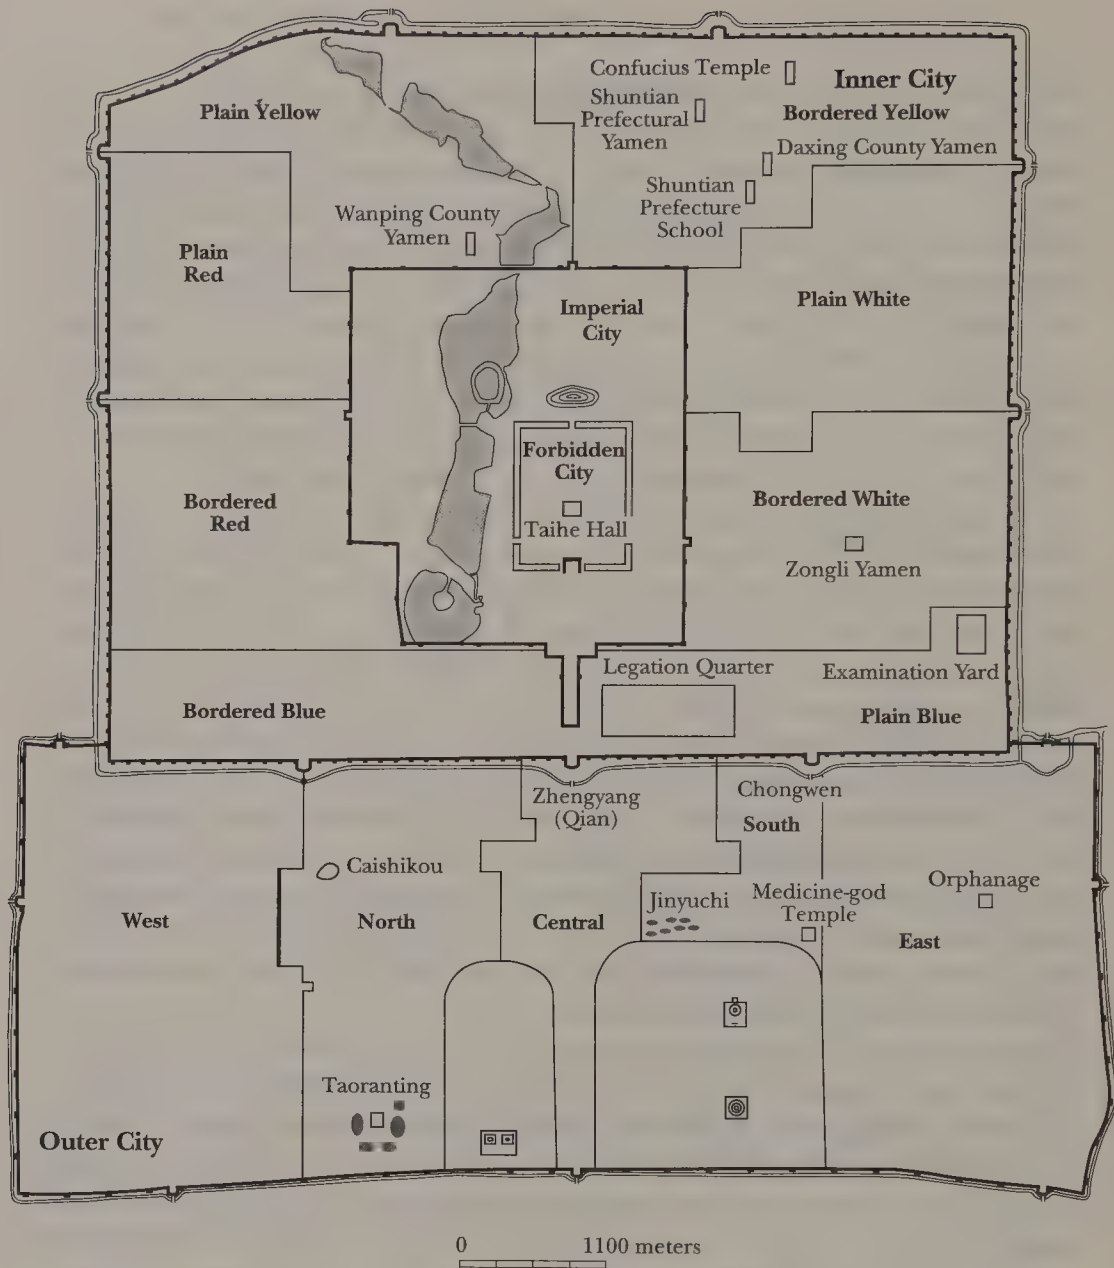 Confucius Temple
Inner City
Plain Yellow
Shuntian
Prefectural
Yamen
Bordered Yellow
Daxing County Yamen
Shuntian
Prefecture
School
Wanping County
Yamen
Plain
Red
Plain White
Imperial
City
Forbidden
City
Bordered
Red
Bordered White
Taihe Hall
Zongli Yamen
Legation Quarter
Examination Yard
Bordered Blue
Plain Blue
Zhengyang
(Qian)
Chongwen
South
Caishikou
Orphanage
Jinyuchi
Medicine-god
Temple
West
North
Central
East
Taoranting
Outer City
0 1100 meters